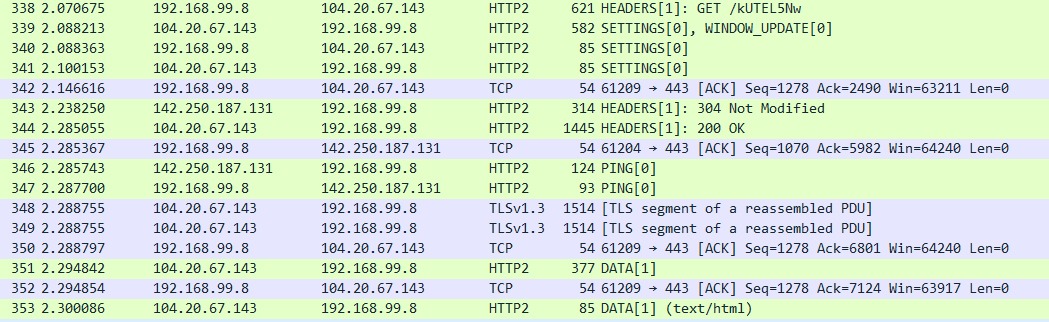 338 2.070675 192.168.99.8 104.20.67.143 HTTP2 621 HEADERS[1]: GET /kUTEL5Nw
339 2.088213 104.20.67.143 192.168.99.8 HTTP2 582 SETTINGS[0], WINDOW_UPDATE[0]
340 2.088363 192.168.99.8 104.20.67.143 HTTP2 85 SETTINGS[0]
341 2.100153 104.20.67.143 192.168.99.8 HTTP2 85 SETTINGS[0]
342 2.146616 192.168.99.8 104.20.67.143 TCP 54 61209 → 443 [ACK] Seq=1278 Ack=2490 Win=63211 Len=0
343 2.238250 142.250.187.131 192.168.99.8 HTTP2 314 HEADERS[1]: 304 Not Modified
344 2.285055 104.20.67.143 192.168.99.8 HTTP2 1445 HEADERS[1]: 200 OK
345 2.285367 192.168.99.8 142.250.187.131 TCP 54 61204 → 443 [ACK] Seq=1070 Ack=5982 Win=64240 Len=0
346 2.285743 142.250.187.131 192.168.99.8 HTTP2 124 PING[0]
347 2.287700 192.168.99.8 142.250.187.131 HTTP2 93 PING[0]
348 2.288755 104.20.67.143 192.168.99.8 TLSv1.3 1514 [TLS segment of a reassembled PDU]
349 2.288755 104.20.67.143 192.168.99.8 TLSv1.3 1514 [TLS segment of a reassembled PDU]
350 2.288797 192.168.99.8 104.20.67.143 TCP 54 61209 → 443 [ACK] Seq=1278 Ack=6801 Win=64240 Len=0
351 2.294842 104.20.67.143 192.168.99.8 HTTP2 377 DATA[1]
352 2.294854 192.168.99.8 104.20.67.143 TCP 54 61209 → 443 [ACK] Seq=1278 Ack=7124 Win=63917 Len=0
353 2.300086 104.20.67.143 192.168.99.8 HTTP2 85 DATA[1] (text/html)